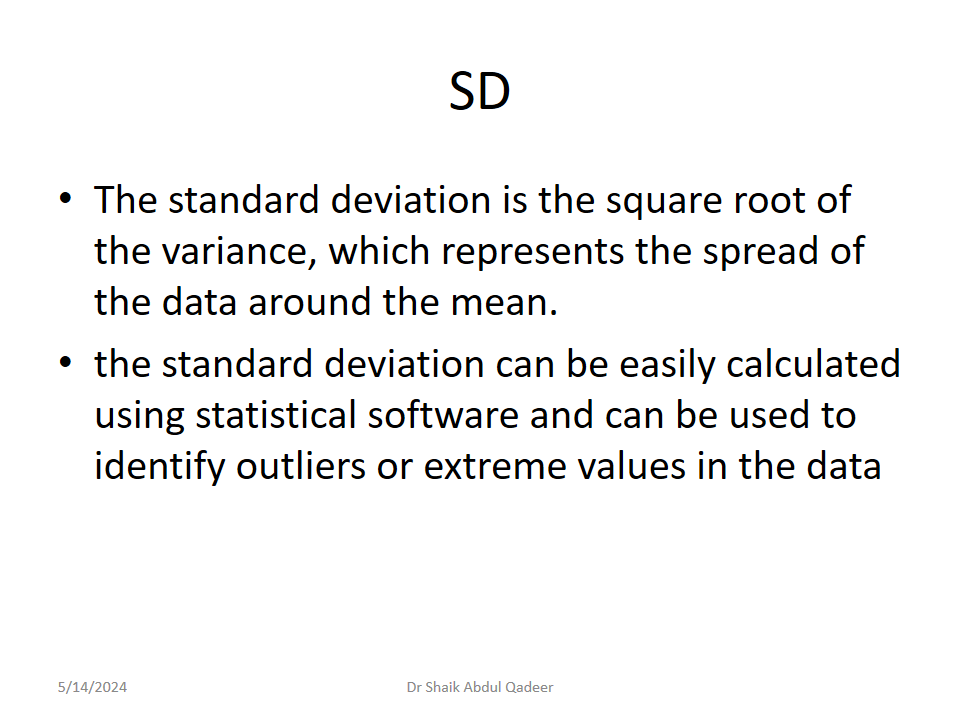 SD
• The standard deviation is the square root of
the variance, which represents the spread of
the data around the mean.
• the standard deviation can be easily calculated
using statistical software and can be used to
identify outliers or extreme values in the data
5/14/2024
Dr Shaik Abdul Qadeer